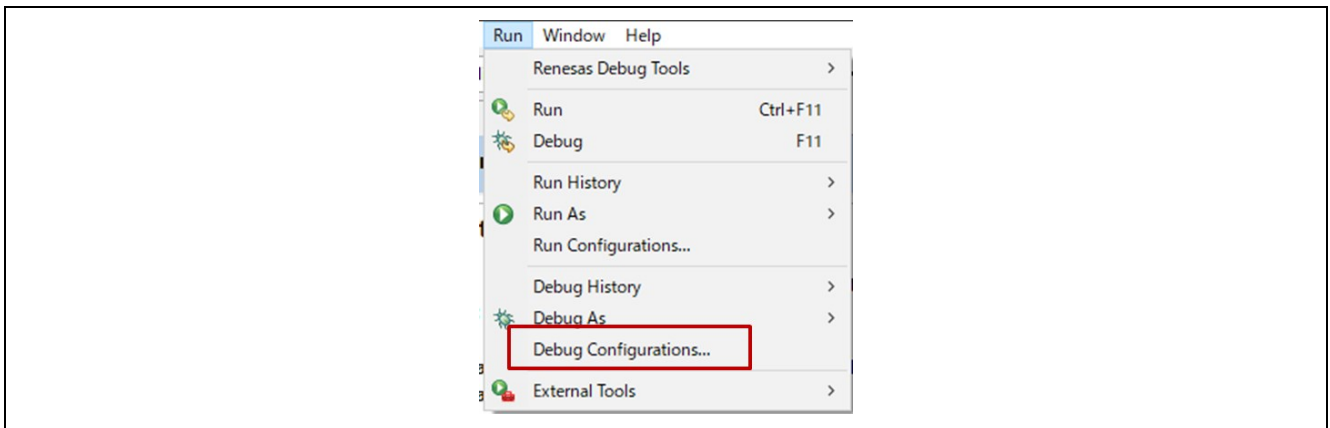 Run Window Help
Renesas Debug Tools
Run Ctrl+F11
Debug F11
Run History
Run As
Run Configurations...
Debug History
Debug As
Debug Configurations...
External Tools